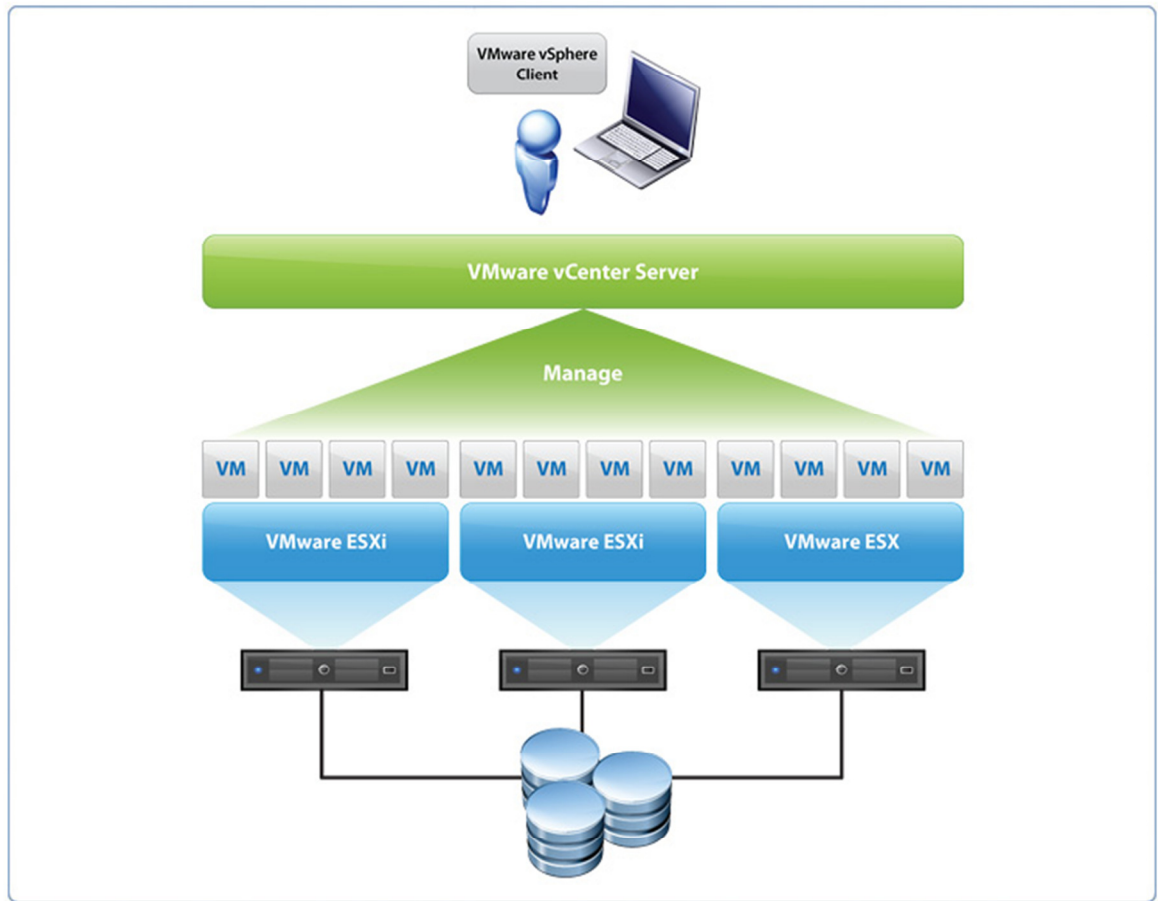 VMware vSphere
Client
VMware vCenter Server
Manage
VM VM VM VM VM VM VM VM VM VM VM VM
VMware ESXi VMware ESXi VMware ESX